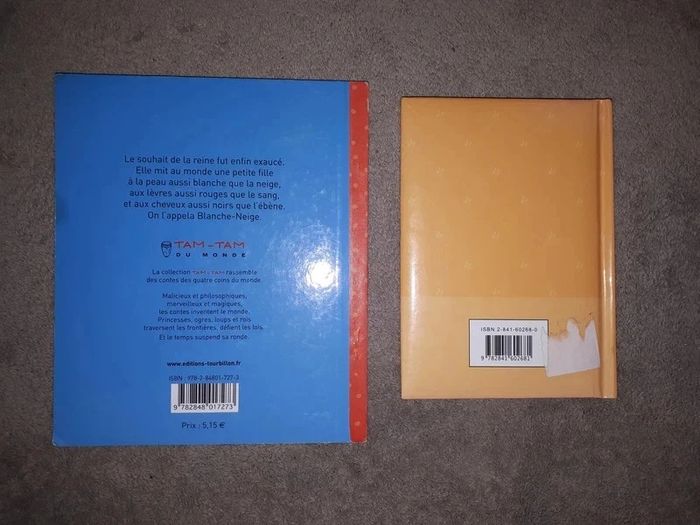 Le souhait de la reine fut enfin exaucé.
Elle mit au monde une petite fille
à la peau aussi blanche que la neige,
aux lèvres aussi rouges que le sang,
et aux cheveux aussi noirs que l'ébène.
On l'appela Blanche-Neige.
TAM-TAM
DU MONDE
La collection TAM-TAM rassemble
des contes des quatre coins du monde.
Malicieux et philosophiques,
merveilleux et magiques,
les contes inventent le monde.
Princesses, ogres, loups et rois
traversent les frontières, défient les lois.
Et le temps suspend sa ronde.
www.editions-tourbillon.fr
ISBN : 978-2-84801-727-3
9 782848 017273
Prix : 5,15 €
ISBN 2-841-60268-0
9 782841 602681